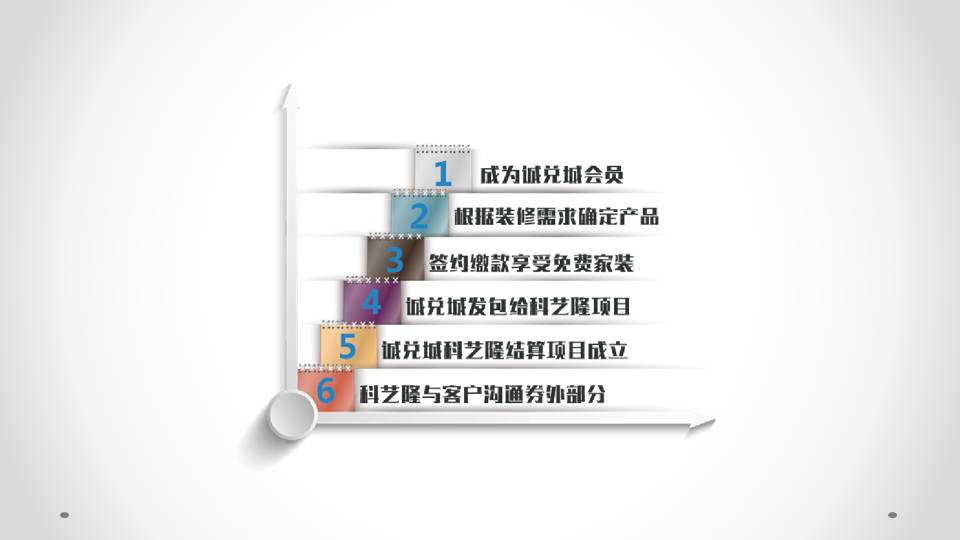 1 成为诚兑城会员
2 根据装修需求确定产品
3 签约缴款享受免费家装
4 诚兑城发包给科艺隆项目
5 诚兑城科艺隆结算项目成立
6 科艺隆与客户沟通券外部分